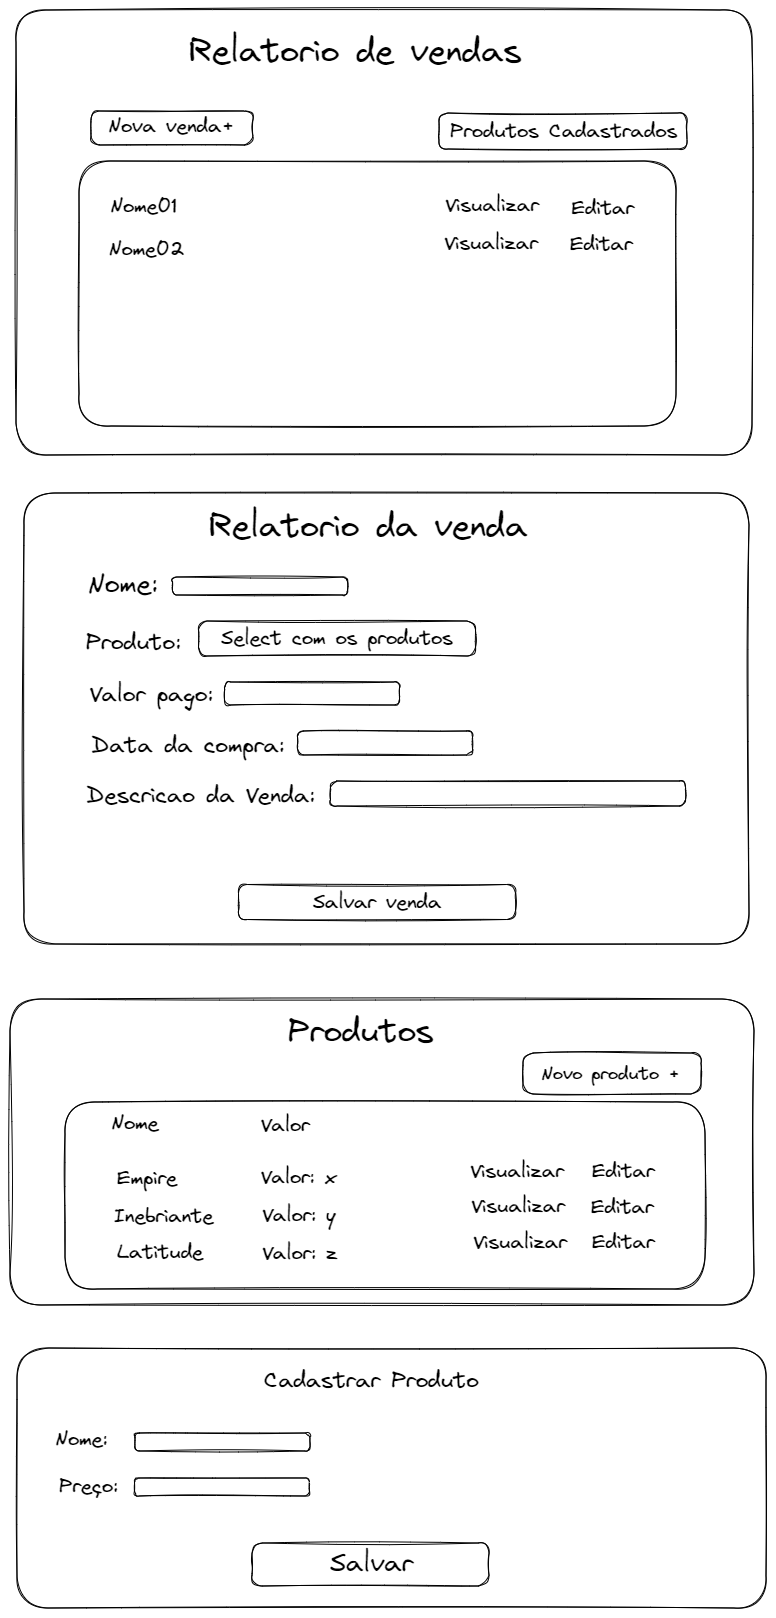 Relatorio de vendas
Nova venda+
Produtos Cadastrados
Nome01 Visualizar Editar
Nome02 Visualizar Editar
Relatorio da venda
Nome:
Produto: Select com os produtos
Valor pago:
Data da compra:
Descricao da Venda:
Salvar venda
Produtos
Novo produto +
Nome Valor
Empire Valor: x Visualizar Editar
Inebriante Valor: y Visualizar Editar
Latitude Valor: z Visualizar Editar
Cadastrar Produto
Nome:
Preço:
Salvar